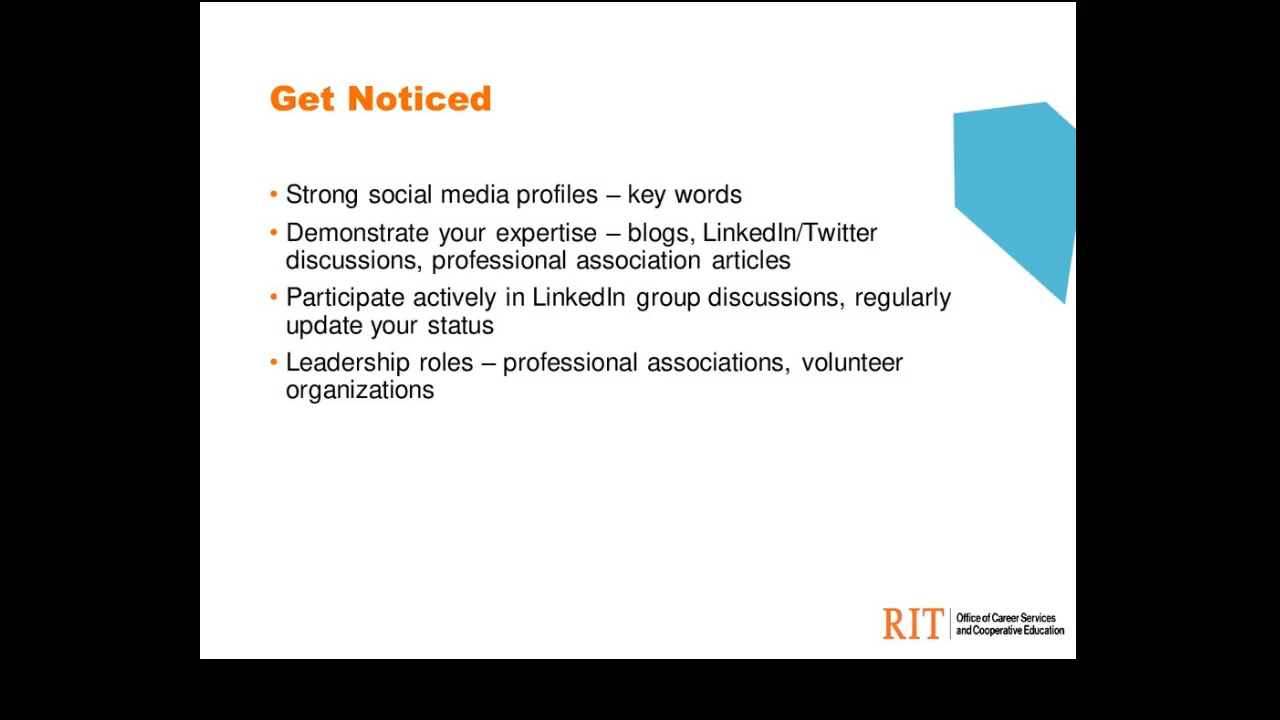 Get Noticed
• Strong social media profiles – key words
• Demonstrate your expertise – blogs, LinkedIn/Twitter
discussions, professional association articles
• Participate actively in LinkedIn group discussions, regularly
update your status
• Leadership roles – professional associations, volunteer
organizations
RIT
Office of Career Services
and Cooperative Education